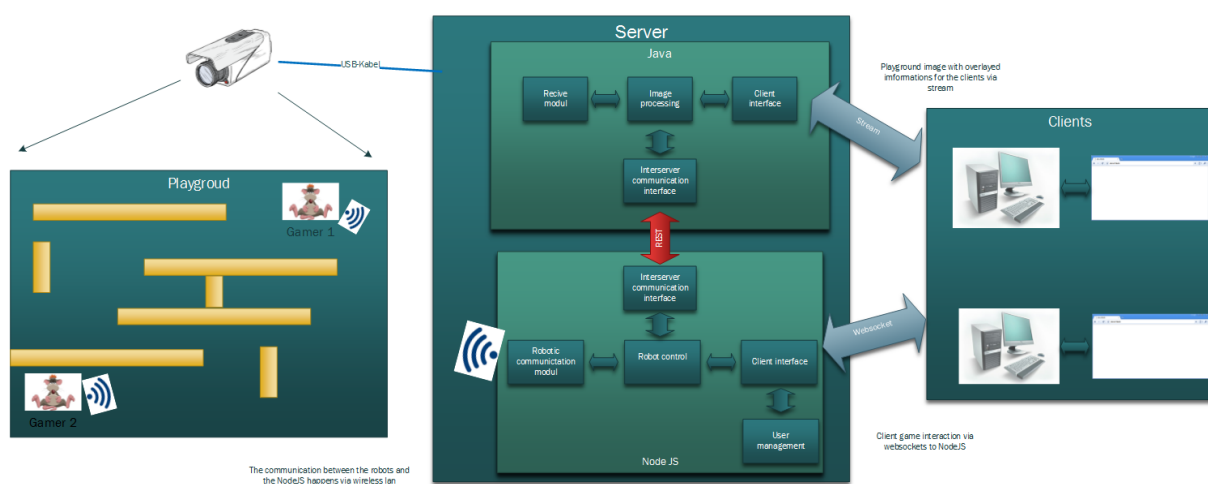 USB-Kabel
Server
Java
Recive
modul
Image
processing
Client
interface
Interserver
communication
interface
REST
Interserver
communication
interface
Robotic
communictation
modul
Robot control
Client interface
User
management
Node JS
Playgroud
Gamer 1
Gamer 2
The communication between the robots and
the NodeJS happens via wireless lan
Playground image with overlayed
imformations for the clients via
stream
Stream
Websocket
Clients
Client game interaction via
websockets to NodeJS